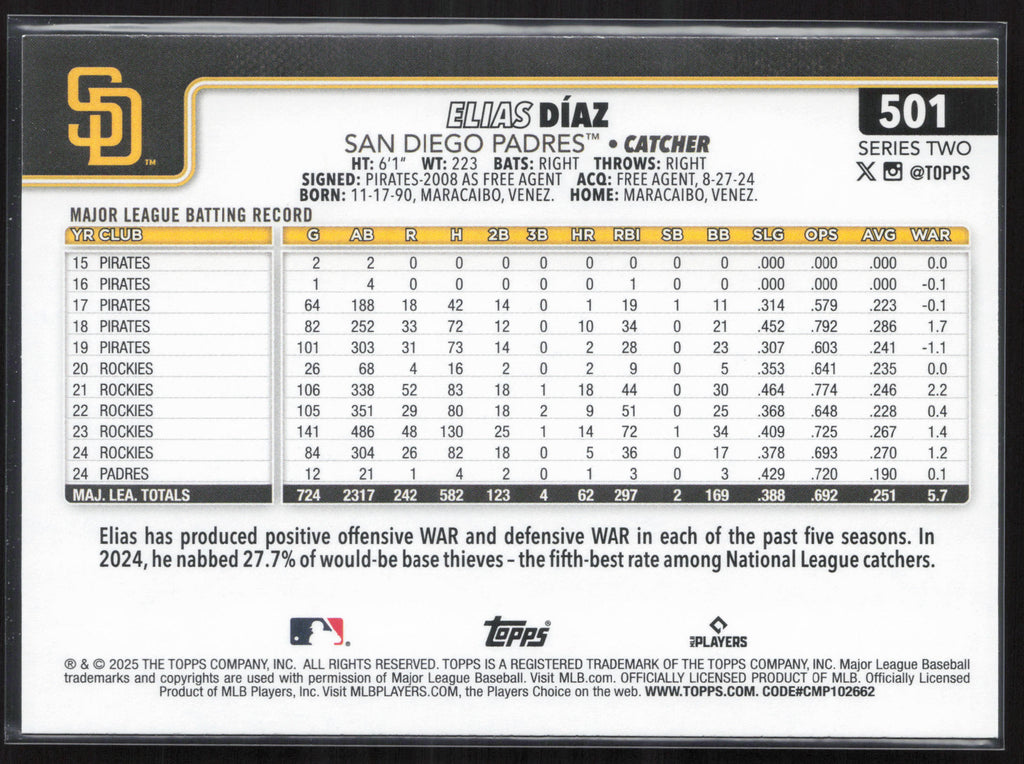 SD™
ELIAS DÍAZ
501
SAN DIEGO PADRES™ • CATCHER
SERIES TWO
HT: 6'1" WT: 223 BATS: RIGHT THROWS: RIGHT
@TOPPS
SIGNED: PIRATES-2008 AS FREE AGENT ACQ: FREE AGENT, 8-27-24
BORN: 11-17-90, MARACAIBO, VENEZ. HOME: MARACAIBO, VENEZ.
MAJOR LEAGUE BATTING RECORD
YR CLUB G AB R H 2B 3B HR RBI SB BB SLG OPS AVG WAR
15 PIRATES 2 2 0 0 0 0 0 0 0 0 .000 .000 .000 0.0
16 PIRATES 1 4 0 0 0 0 0 1 0 0 .000 .000 .000 -0.1
17 PIRATES 64 188 18 42 14 0 1 19 1 11 .314 .579 .223 -0.1
18 PIRATES 82 252 33 72 12 0 10 34 0 21 .452 .792 .286 1.7
19 PIRATES 101 303 31 73 14 0 2 28 0 23 .307 .603 .241 -1.1
20 ROCKIES 26 68 4 16 2 0 2 9 0 5 .353 .641 .235 0.0
21 ROCKIES 106 338 52 83 18 1 18 44 0 30 .464 .774 .246 2.2
22 ROCKIES 105 351 29 80 18 2 9 51 0 25 .368 .648 .228 0.4
23 ROCKIES 141 486 48 130 25 1 14 72 1 34 .409 .725 .267 1.4
24 ROCKIES 84 304 26 82 18 0 5 36 0 17 .378 .693 .270 1.2
24 PADRES 12 21 1 4 2 0 1 3 0 3 .429 .720 .190 0.1
MAJ. LEA. TOTALS 724 2317 242 582 123 4 62 297 2 169 .388 .692 .251 5.7
Elias has produced positive offensive WAR and defensive WAR in each of the past five seasons. In
2024, he nabbed 27.7% of would-be base thieves – the fifth-best rate among National League catchers.
Topps® MLB PLAYERS
® & © 2025 THE TOPPS COMPANY, INC. ALL RIGHTS RESERVED. TOPPS IS A REGISTERED TRADEMARK OF THE TOPPS COMPANY, INC. Major League Baseball
trademarks and copyrights are used with permission of Major League Baseball. Visit MLB.com. OFFICIALLY LICENSED PRODUCT OF MLB. Officially Licensed
Product of MLB Players, Inc. Visit MLBPLAYERS.COM, the Players Choice on the web. WWW.TOPPS.COM. CODE#CMP102662